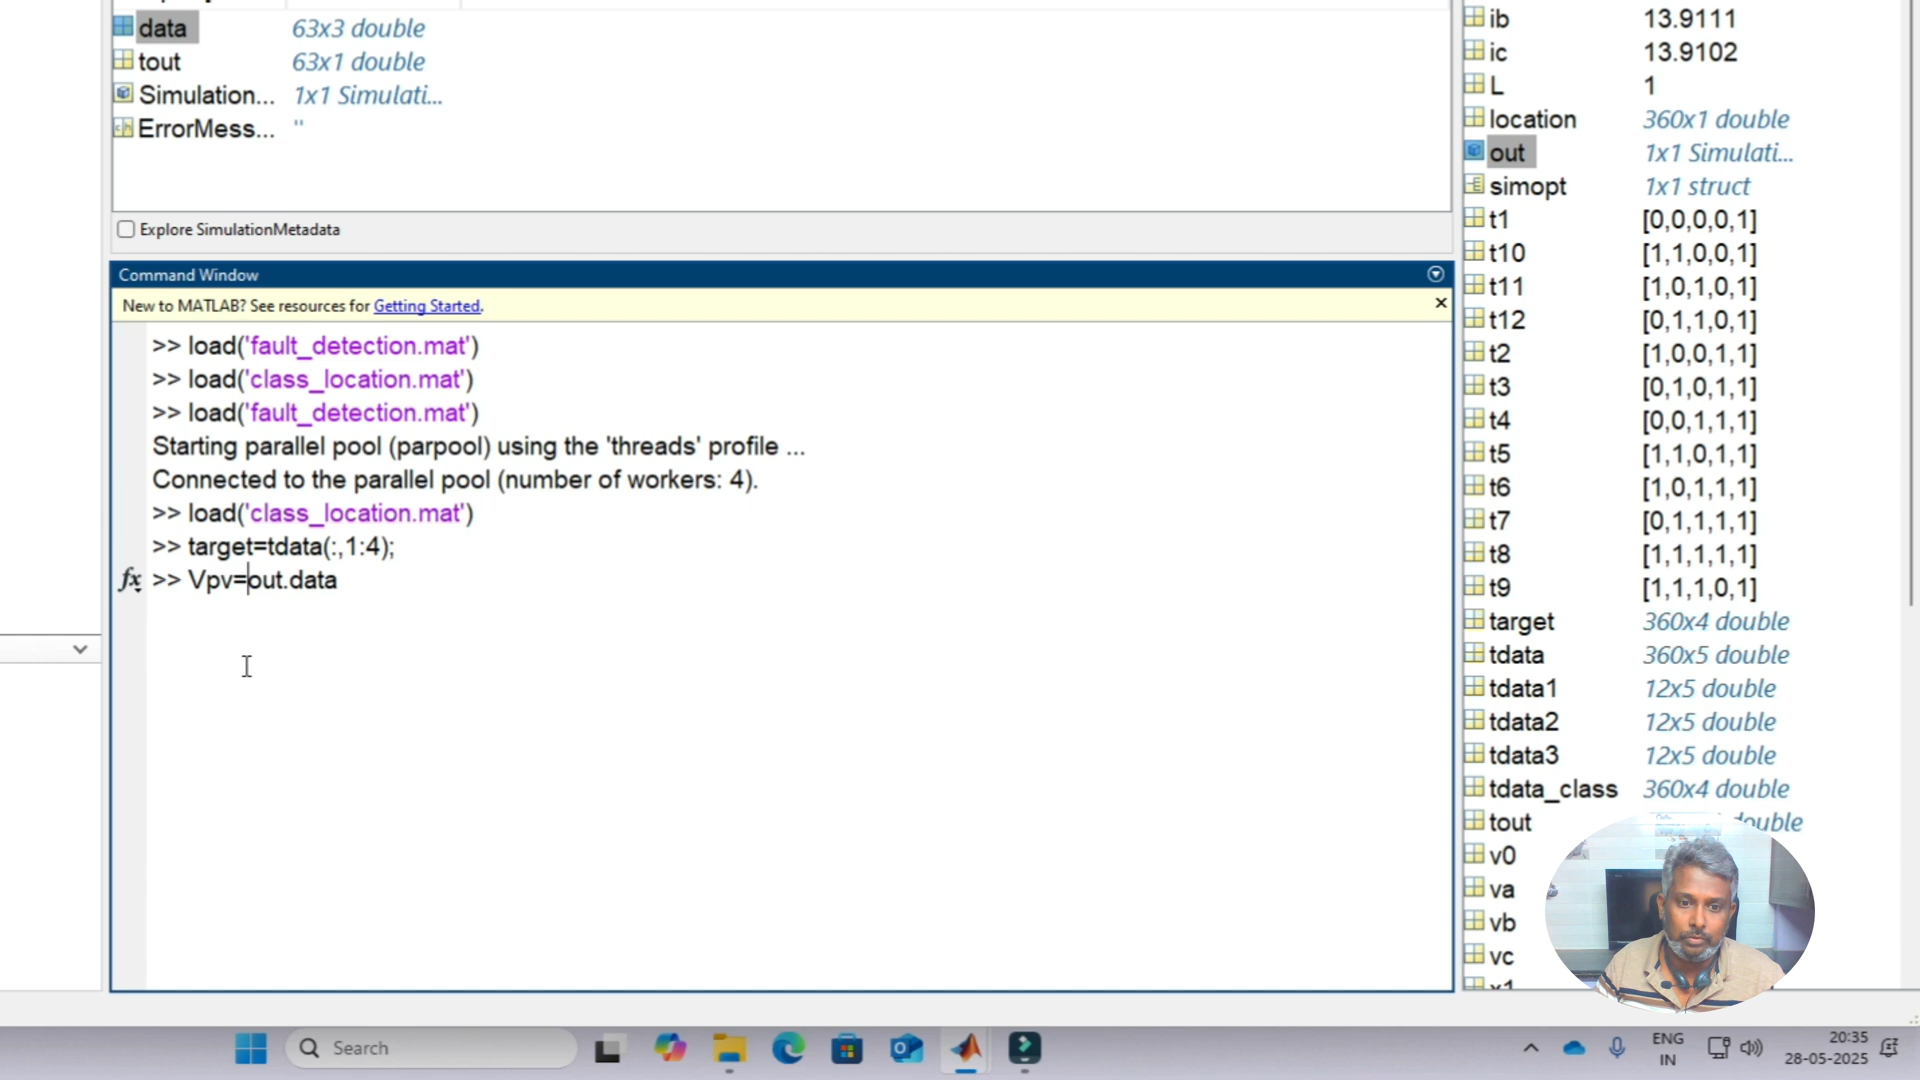 data 63x3 double
tout 63x1 double
Simulation... 1x1 Simulati...
ErrorMess... ''
Explore SimulationMetadata
Command Window
New to MATLAB? See resources for Getting Started.
>> load('fault_detection.mat')
>> load('class_location.mat')
>> load('fault_detection.mat')
Starting parallel pool (parpool) using the 'threads' profile ...
Connected to the parallel pool (number of workers: 4).
>> load('class_location.mat')
>> target=tdata(:,1:4);
fx >> Vpv=out.data
ib 13.9111
ic 13.9102
L 1
location 360x1 double
out 1x1 Simulati...
simopt 1x1 struct
t1 [0,0,0,0,1]
t10 [1,1,0,0,1]
t11 [1,0,1,0,1]
t12 [0,1,1,0,1]
t2 [1,0,0,1,1]
t3 [0,1,0,1,1]
t4 [0,0,1,1,1]
t5 [1,1,0,1,1]
t6 [1,0,1,1,1]
t7 [0,1,1,1,1]
t8 [1,1,1,1,1]
t9 [1,1,1,0,1]
target 360x4 double
tdata 360x5 double
tdata1 12x5 double
tdata2 12x5 double
tdata3 12x5 double
tdata_class 360x4 double
tout
v0
va
vb
vc
Search
ENG
IN
20:35
28-05-2025